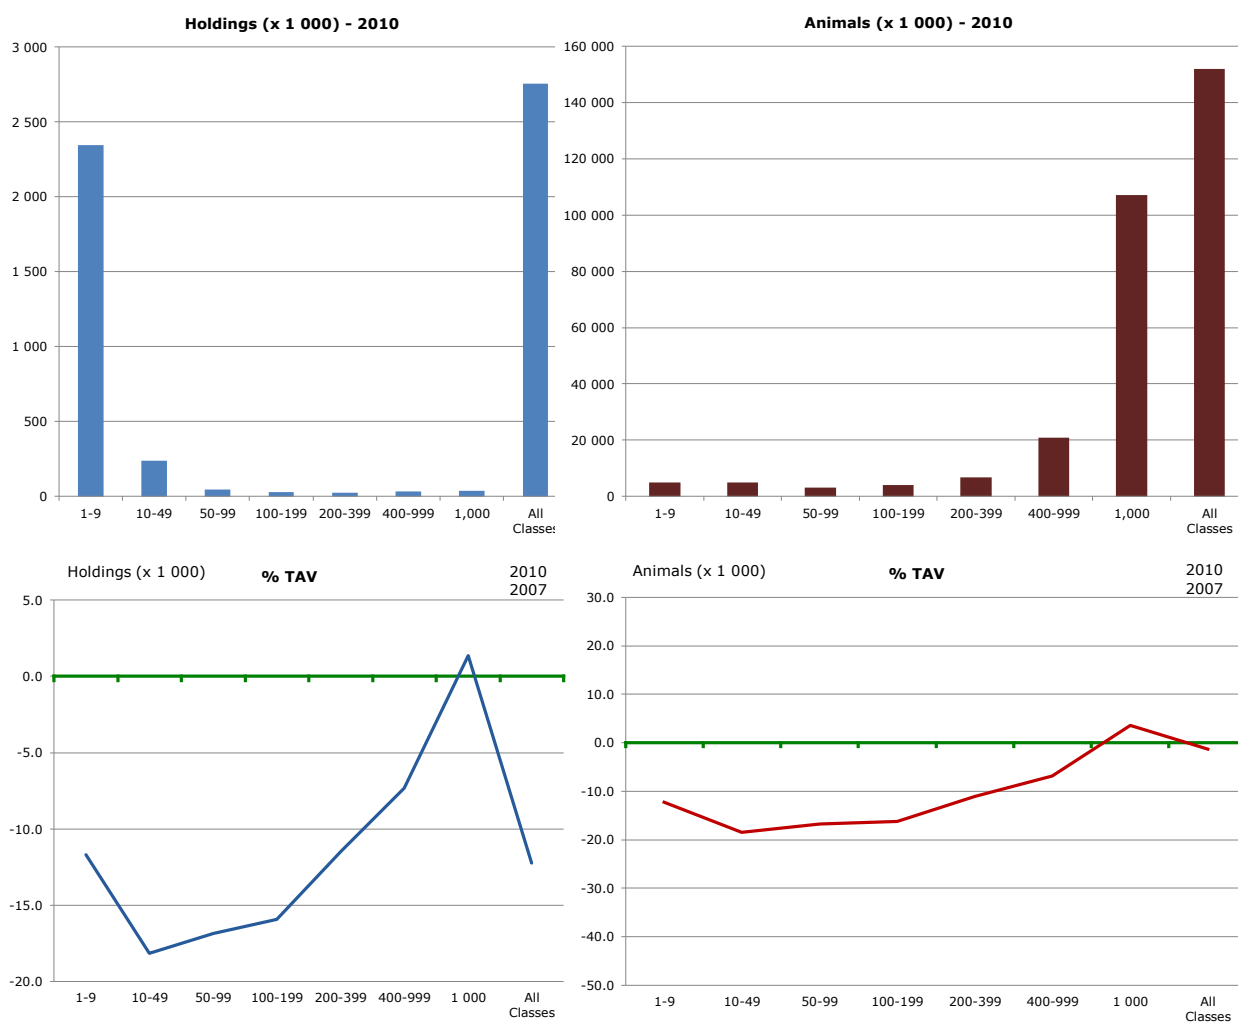 Holdings (x 1 000) - 2010
3 000
2 500
2 000
1 500
1 000
500
0
1-9 10-49 50-99 100-199 200-399 400-999 1,000 All
Classes
Animals (x 1 000) - 2010
160 000
140 000
120 000
100 000
80 000
60 000
40 000
20 000
0
1-9 10-49 50-99 100-199 200-399 400-999 1,000 All
Classes
Holdings (x 1 000) % TAV 2010
2007
5.0
0.0
-5.0
-10.0
-15.0
-20.0
1-9 10-49 50-99 100-199 200-399 400-999 1 000 All
Classes
Animals (x 1 000) % TAV 2010
2007
30.0
20.0
10.0
0.0
-10.0
-20.0
-30.0
-40.0
-50.0
1-9 10-49 50-99 100-199 200-399 400-999 1 000 All
Classes